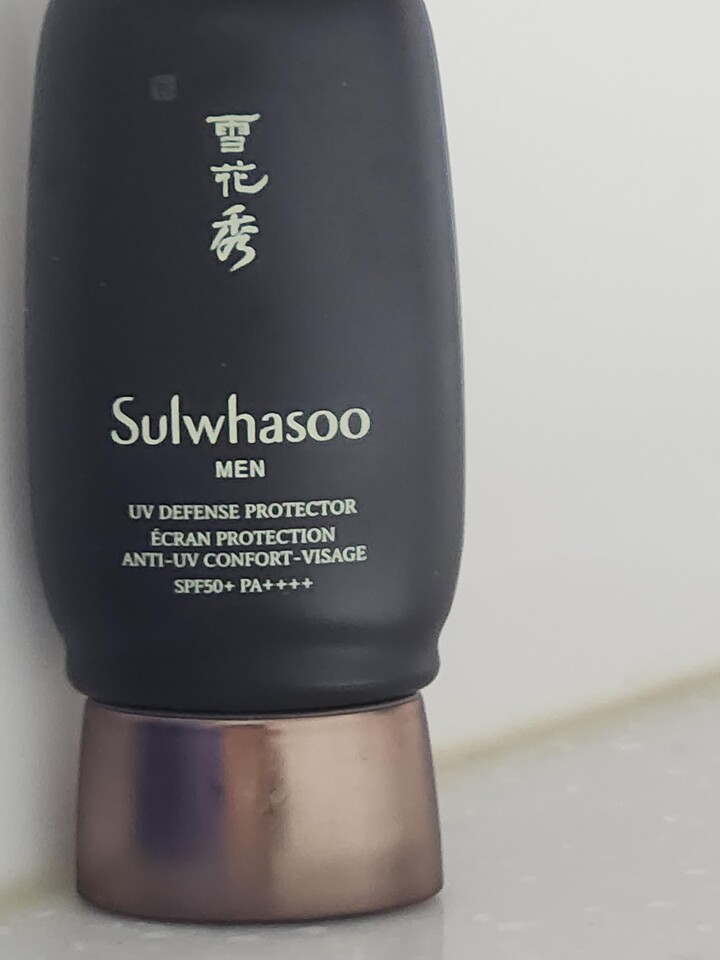 雪
花
秀
Sulwhasoo
MEN
UV DEFENSE PROTECTOR
ÉCRAN PROTECTION
ANTI-UV CONFORT-VISAGE
SPF50+ PA++++